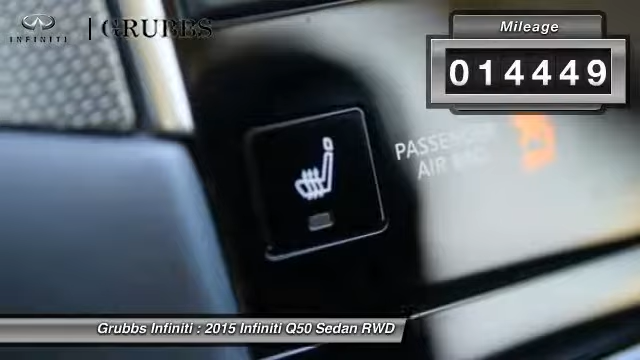 INFINITI | GRUBBS
Mileage
014449
PASSENGER
AIR BAG
Grubbs Infiniti : 2015 Infiniti Q50 Sedan RWD